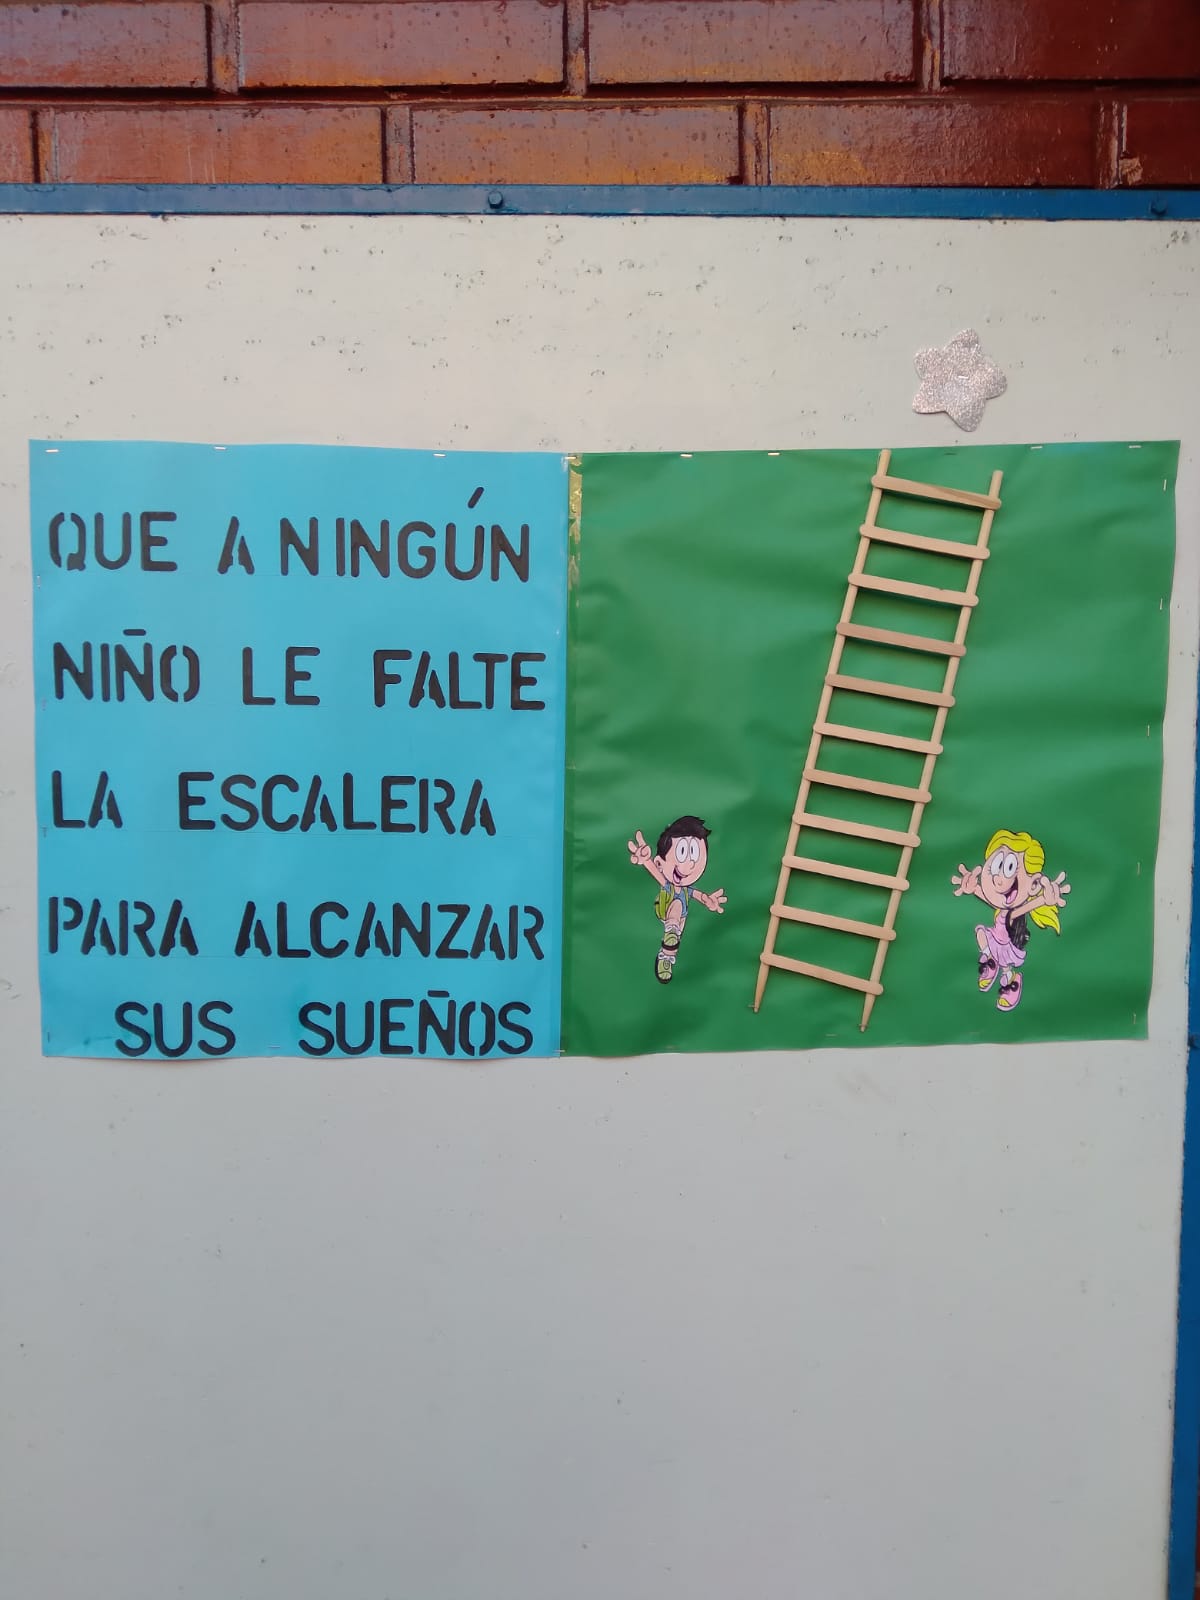 QUE A NINGÚN
NIÑO LE FALTE
LA ESCALERA
PARA ALCANZAR
SUS SUEÑOS